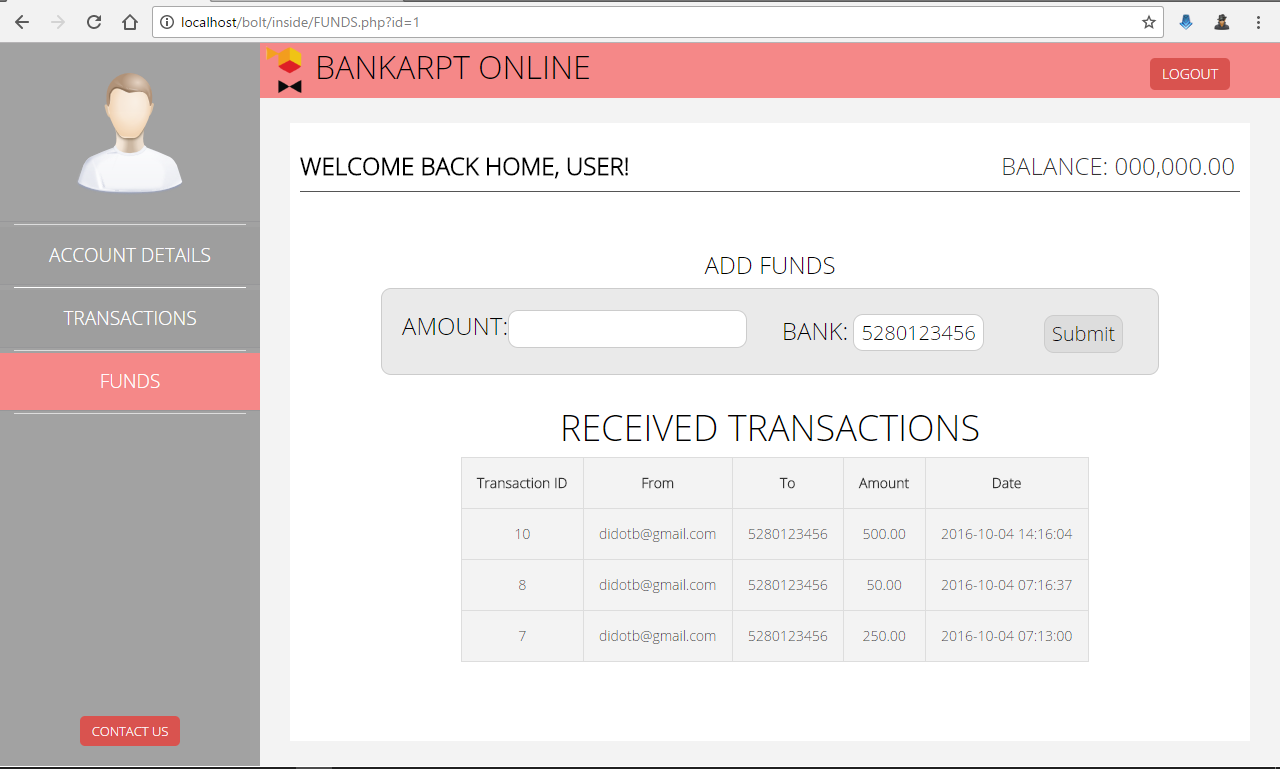 localhost/bolt/inside/FUNDS.php?id=1
BANKARPT ONLINE
LOGOUT
ACCOUNT DETAILS
TRANSACTIONS
FUNDS
CONTACT US
WELCOME BACK HOME, USER!
BALANCE: 000,000.00
ADD FUNDS
AMOUNT: BANK: 5280123456 Submit
RECEIVED TRANSACTIONS
Transaction ID From To Amount Date
10 didotb@gmail.com 5280123456 500.00 2016-10-04 14:16:04
8 didotb@gmail.com 5280123456 50.00 2016-10-04 07:16:37
7 didotb@gmail.com 5280123456 250.00 2016-10-04 07:13:00